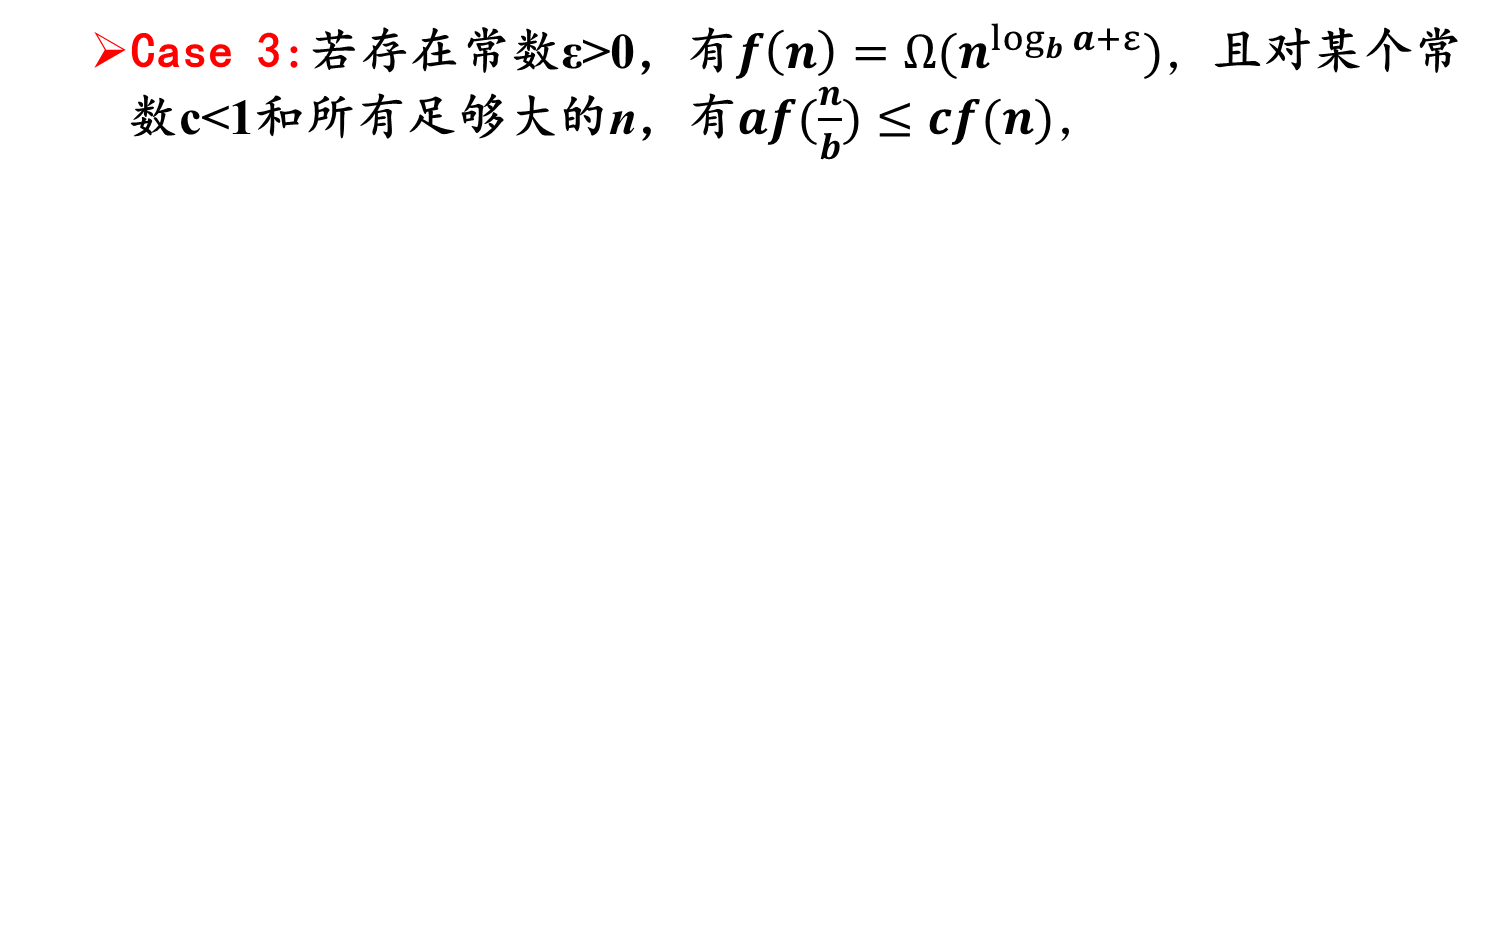 ➢Case 3:若存在常数ε>0，有f(n) = Ω(n^{log_b a+ε})，且对某个常
数c<1和所有足够大的n，有af(n/b) ≤ cf(n)，